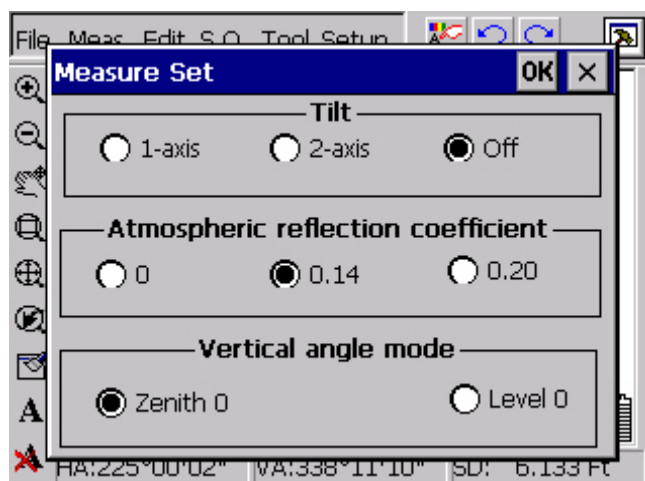 File Meas Edit S.O. Tool Setup
Measure Set OK ×
Tilt
1-axis 2-axis Off
Atmospheric reflection coefficient
0 0.14 0.20
Vertical angle mode
Zenith 0 Level 0
A
A
HA:225°00'02" VA:338°11'10" SD: 6.133 Ft